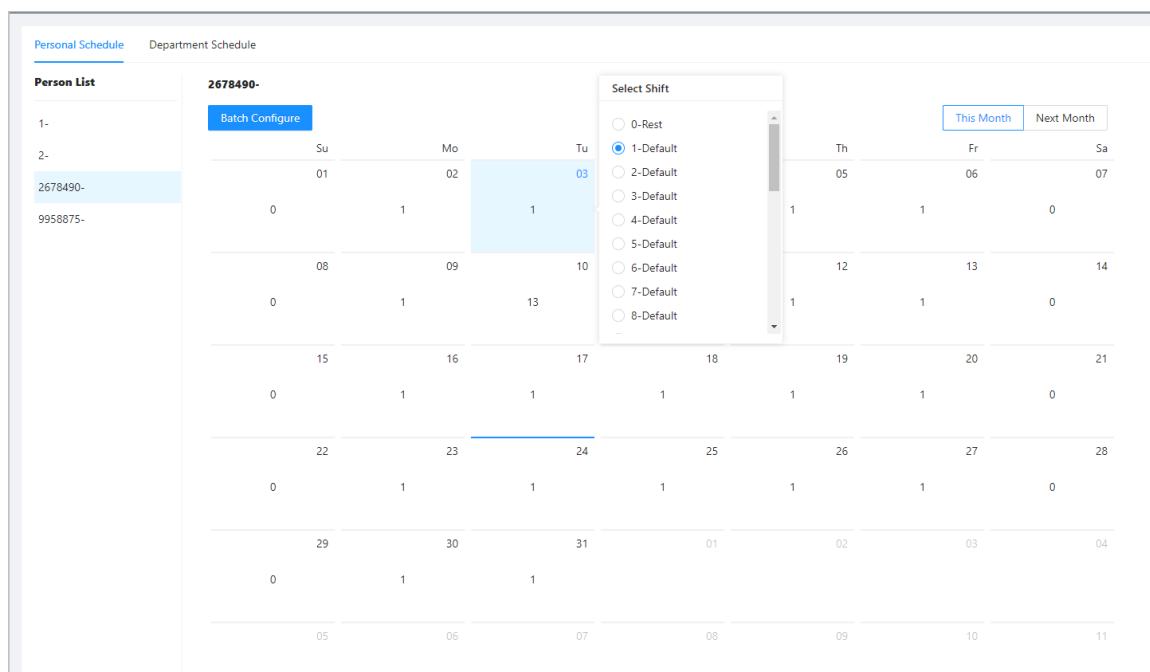 Personal Schedule Department Schedule
Person List
1-
2-
2678490-
9958875-
2678490-
Batch Configure
This Month Next Month
Su Mo Tu Th Fr Sa
01 02 03 05 06 07
0 1 1 1 1 0
08 09 10 12 13 14
0 1 13 1 1 0
15 16 17 18 19 20 21
0 1 1 1 1 1 0
22 23 24 25 26 27 28
0 1 1 1 1 1 0
29 30 31 01 02 03 04
0 1 1
05 06 07 08 09 10 11
Select Shift
0-Rest
1-Default
2-Default
3-Default
4-Default
5-Default
6-Default
7-Default
8-Default